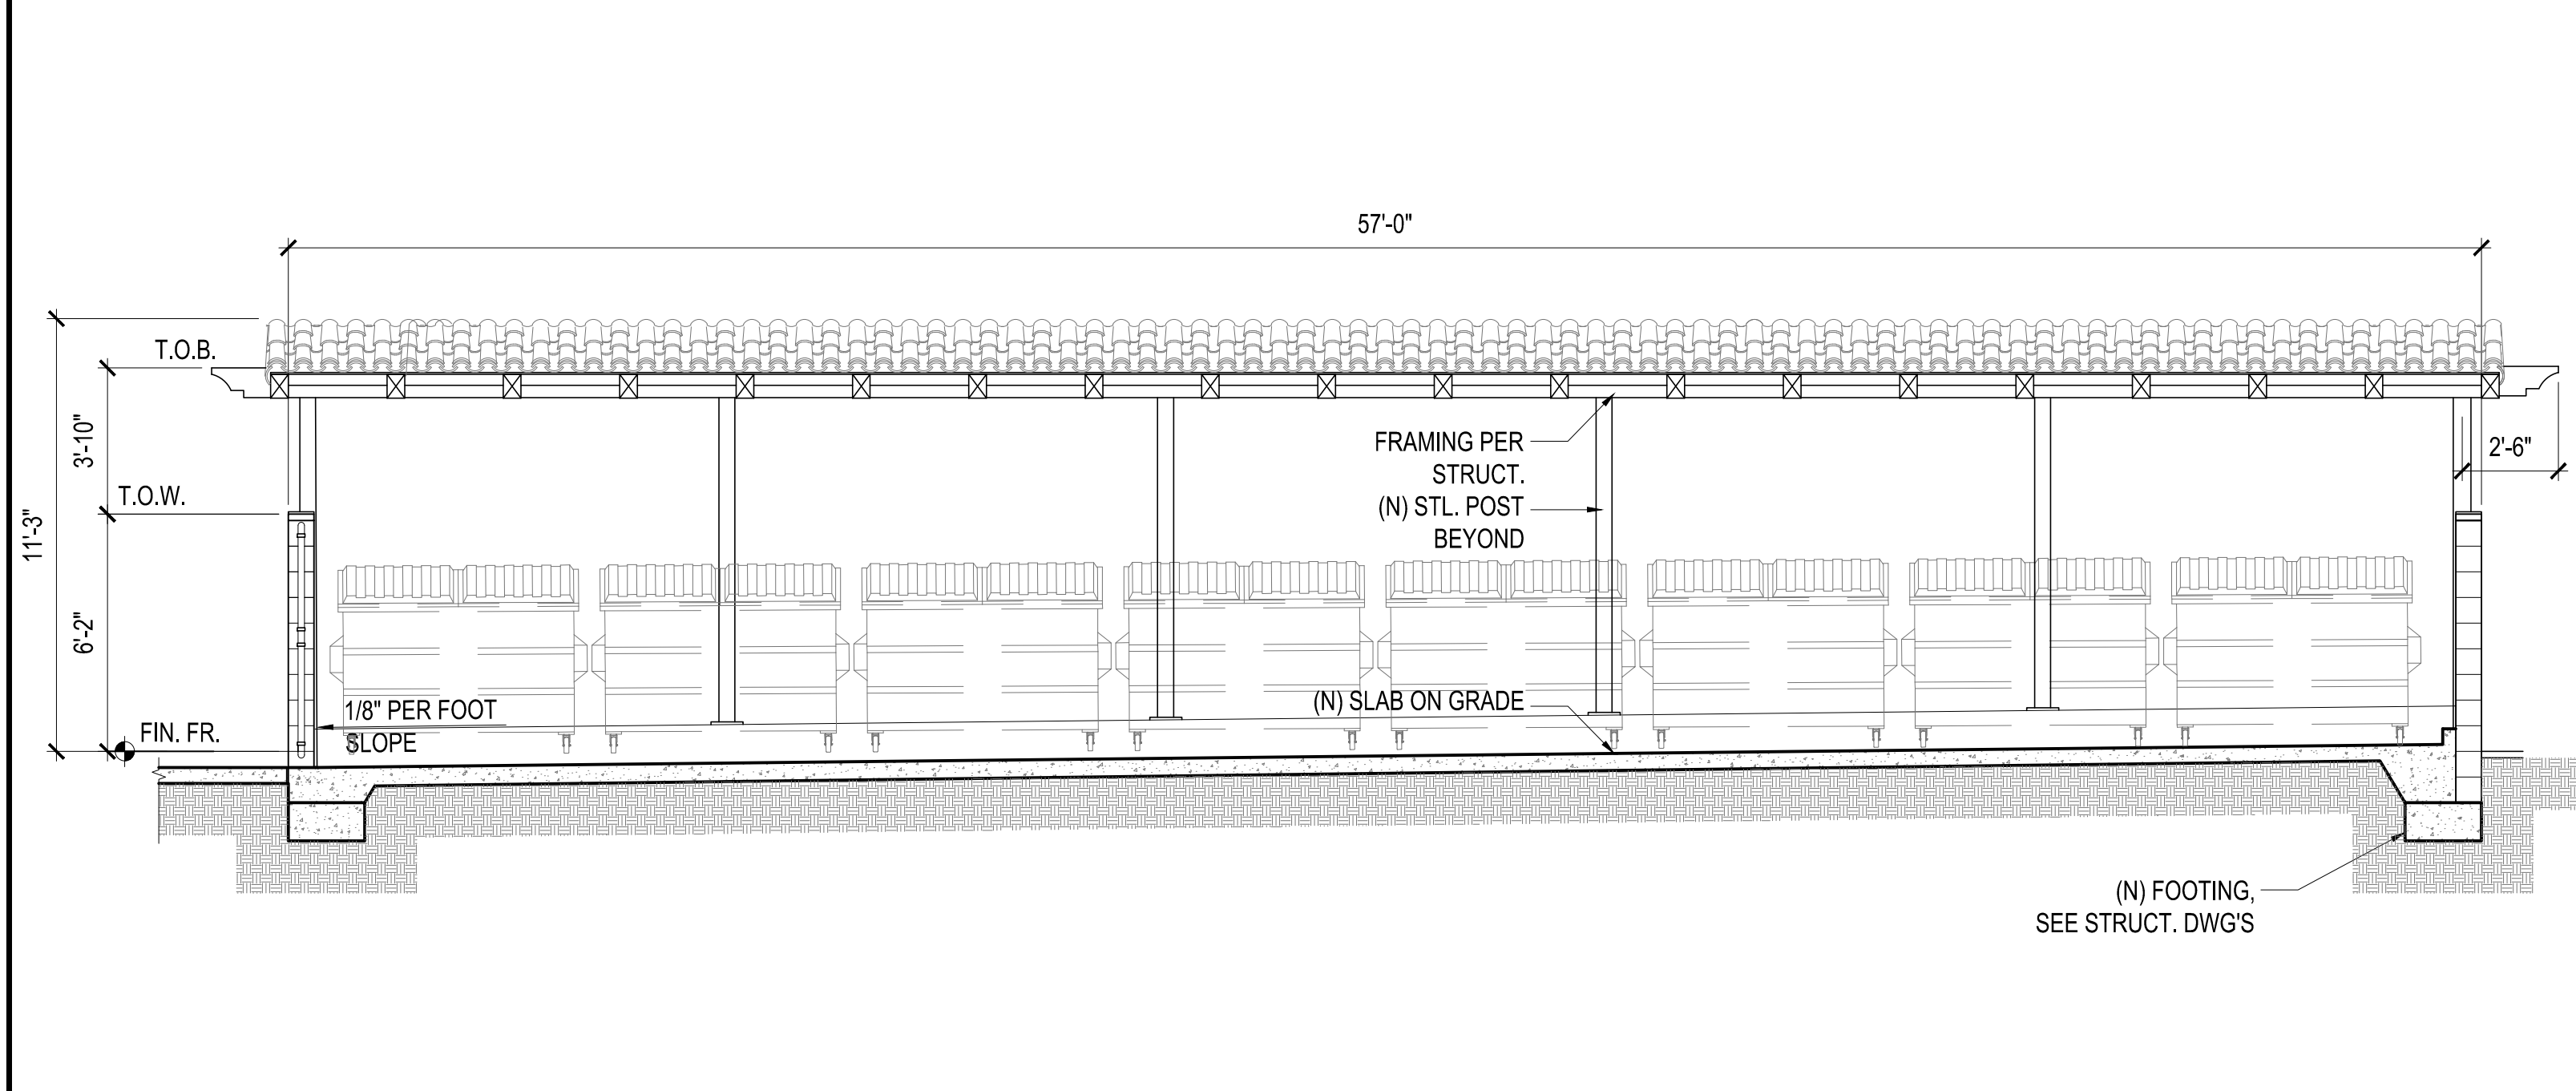 57'-0"
T.O.B.
3'-10"
T.O.W.
11'-3"
6'-2"
FIN. FR.
1/8" PER FOOT
SLOPE
FRAMING PER
STRUCT.
(N) STL. POST
BEYOND
2'-6"
(N) SLAB ON GRADE
(N) FOOTING,
SEE STRUCT. DWG'S